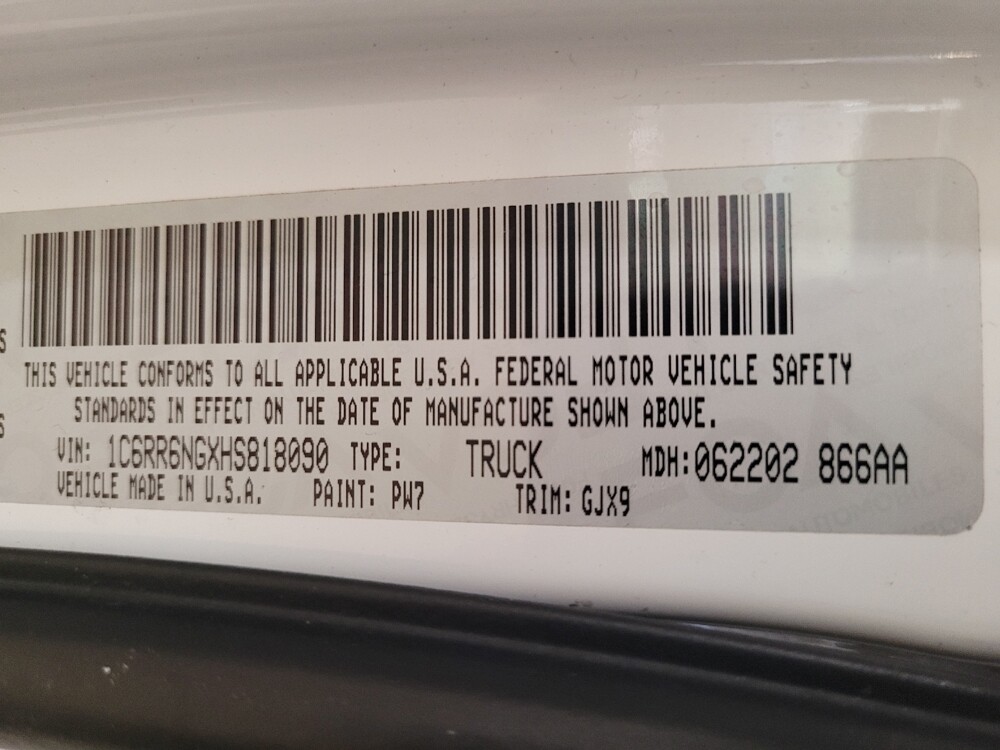 S
THIS VEHICLE CONFORMS TO ALL APPLICABLE U.S.A. FEDERAL MOTOR VEHICLE SAFETY
S
STANDARDS IN EFFECT ON THE DATE OF MANUFACTURE SHOWN ABOVE.
VIN: 1C6RR6NGXHS818090 TYPE: TRUCK MDH:062202 866AA
VEHICLE MADE IN U.S.A. PAINT: PW7 TRIM: GJX9